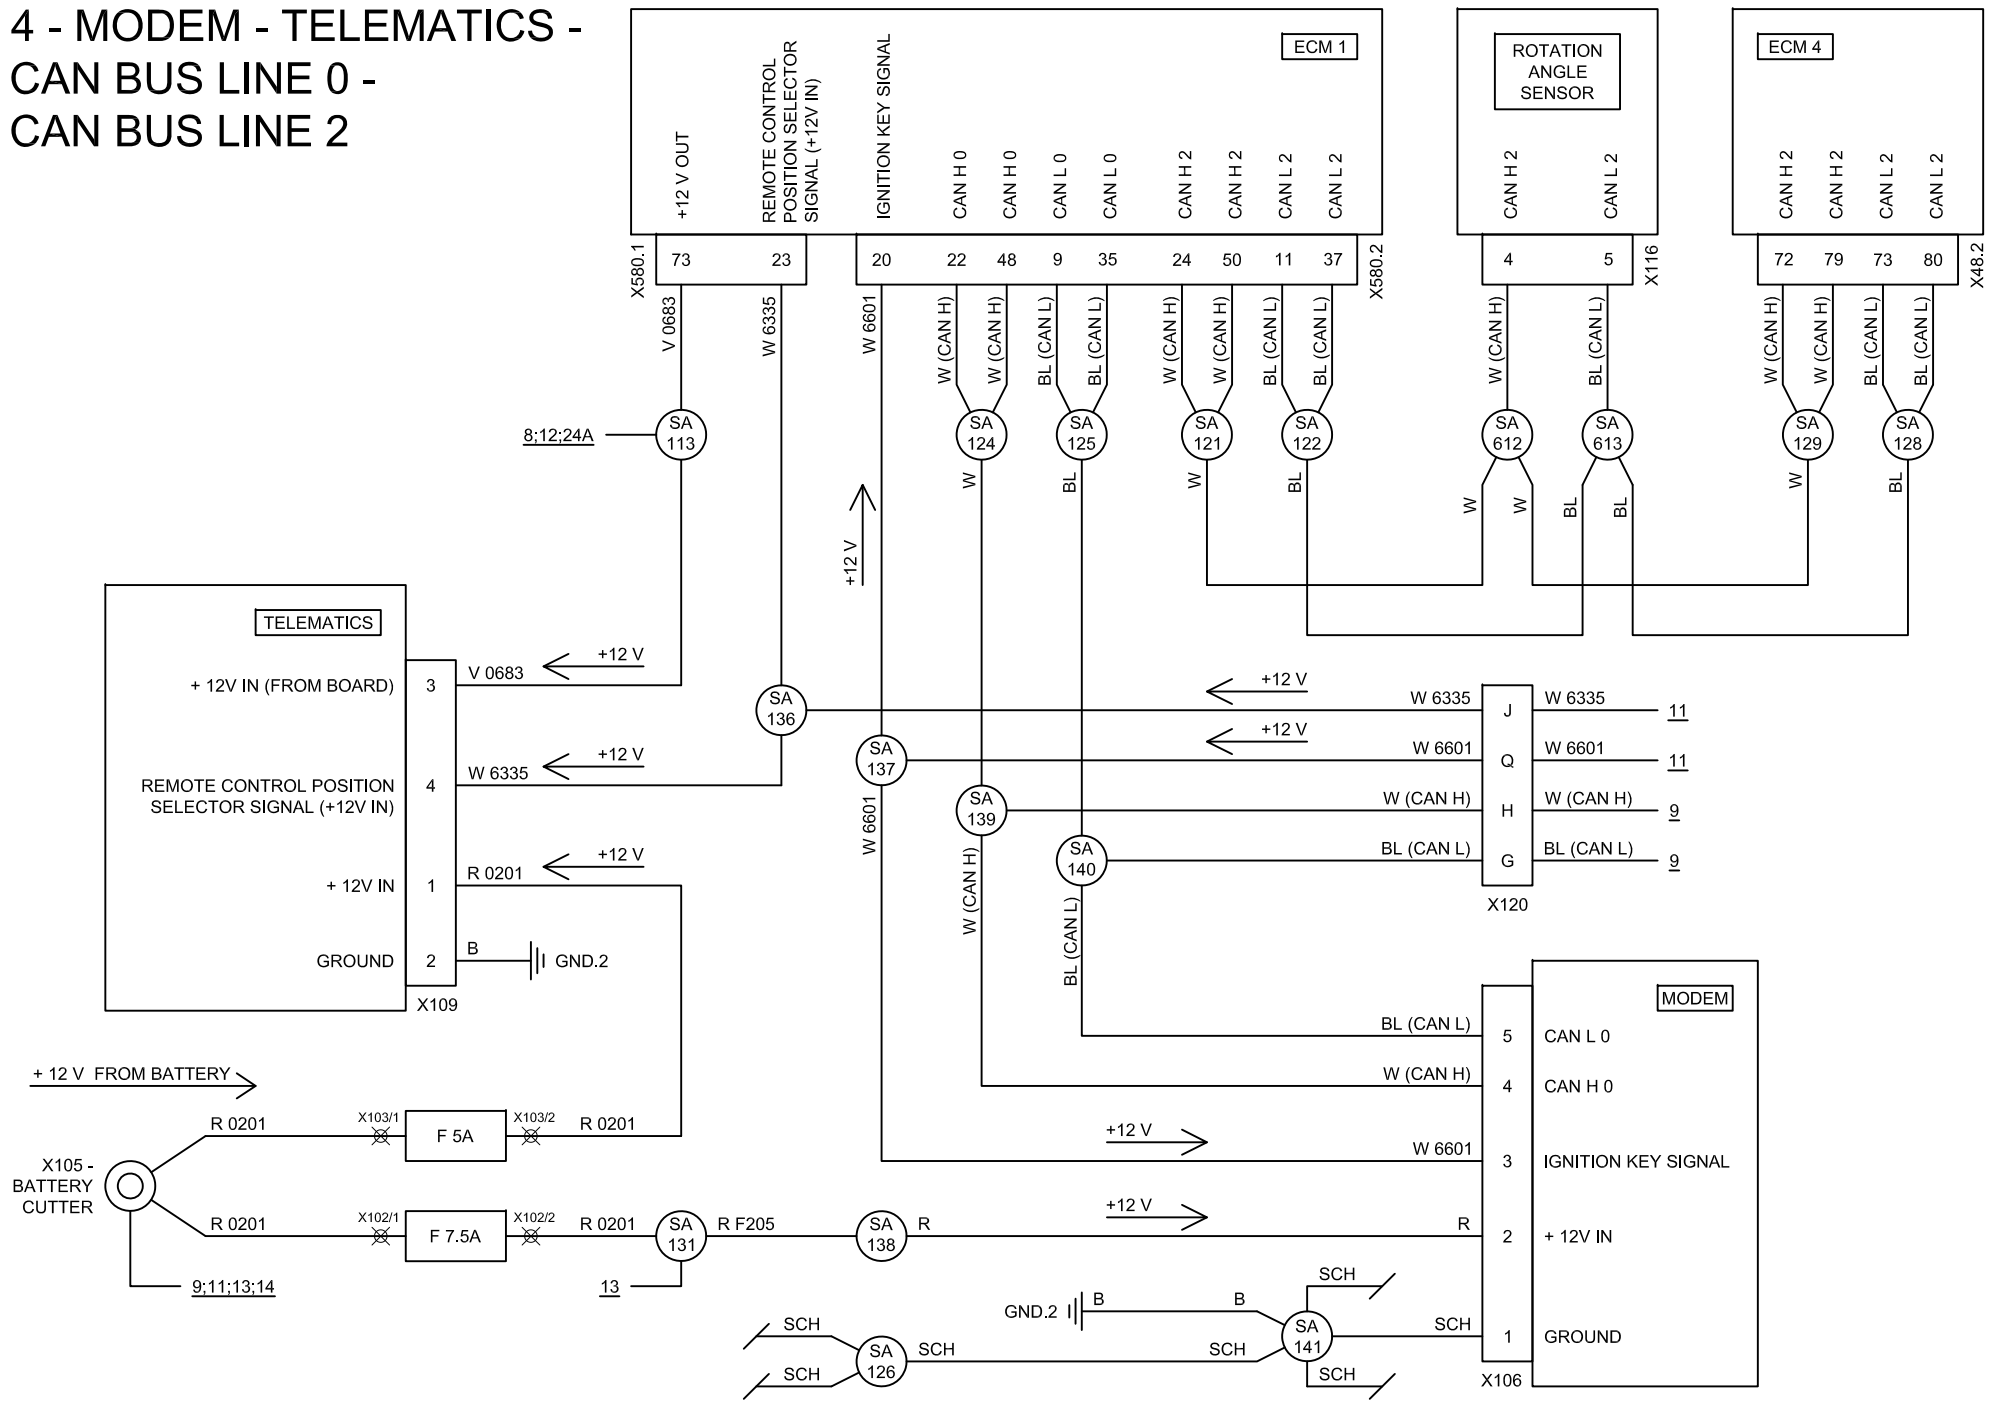 4 - MODEM - TELEMATICS -
CAN BUS LINE 0 -
CAN BUS LINE 2
ECM 1
+12 V OUT
REMOTE CONTROL
POSITION SELECTOR
SIGNAL (+12V IN)
IGNITION KEY SIGNAL
CAN H 0
CAN H 0
CAN L 0
CAN L 0
CAN H 2
CAN H 2
CAN L 2
CAN L 2
ROTATION
ANGLE
SENSOR
CAN H 2
CAN L 2
ECM 4
CAN H 2
CAN H 2
CAN L 2
CAN L 2
X580.1
73
23
20
22
48
9
35
24
50
11
37
X580.2
4
5
X116
72
79
73
80
X48.2
V 0683
W 6335
W 6601
W (CAN H)
W (CAN H)
BL (CAN L)
BL (CAN L)
W (CAN H)
W (CAN H)
BL (CAN L)
BL (CAN L)
W (CAN H)
BL (CAN L)
W (CAN H)
W (CAN H)
BL (CAN L)
BL (CAN L)
8;12;24A
SA
113
SA
124
SA
125
SA
121
SA
122
SA
612
SA
613
SA
129
SA
128
W
BL
W
BL
W
W
BL
BL
W
BL
+12 V
TELEMATICS
+ 12V IN (FROM BOARD)
3
V 0683
+12 V
REMOTE CONTROL POSITION
SELECTOR SIGNAL (+12V IN)
4
W 6335
+12 V
+ 12V IN
1
R 0201
+12 V
GROUND
2
B
GND.2
X109
SA
136
+12 V
W 6335
J
W 6335
11
SA
137
+12 V
W 6601
Q
W 6601
11
W 6601
SA
139
W (CAN H)
H
W (CAN H)
9
W (CAN H)
SA
140
BL (CAN L)
G
BL (CAN L)
9
BL (CAN L)
X120
MODEM
BL (CAN L)
5
CAN L 0
W (CAN H)
4
CAN H 0
+12 V
W 6601
3
IGNITION KEY SIGNAL
+12 V
R
2
+ 12V IN
SCH
1
GROUND
X106
+ 12 V FROM BATTERY
R 0201
X103/1
F 5A
X103/2
R 0201
X105 -
BATTERY
CUTTER
R 0201
X102/1
F 7.5A
X102/2
R 0201
SA
131
R F205
SA
138
R
9;11;13;14
13
SCH
GND.2
B
B
SCH
SA
126
SCH
SCH
SA
141
SCH
SCH